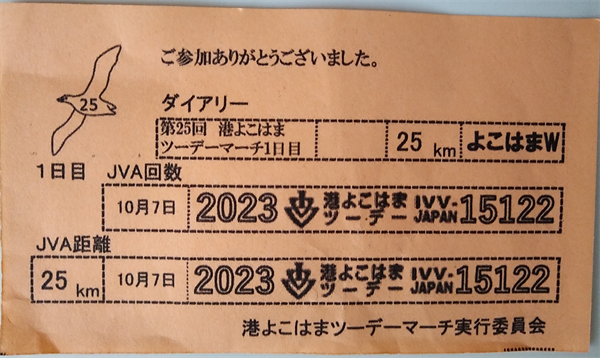 ご参加ありがとうございました。
25
ダイアリー
第25回 港よこはま
ツーデーマーチ1日目
25 km
よこはまW
1日目 JVA回数
10月7日 2023 港よこはま ツーデー IVV-JAPAN 15122
JVA距離
25 km 10月7日 2023 港よこはま ツーデー IVV-JAPAN 15122
港よこはまツーデーマーチ実行委員会